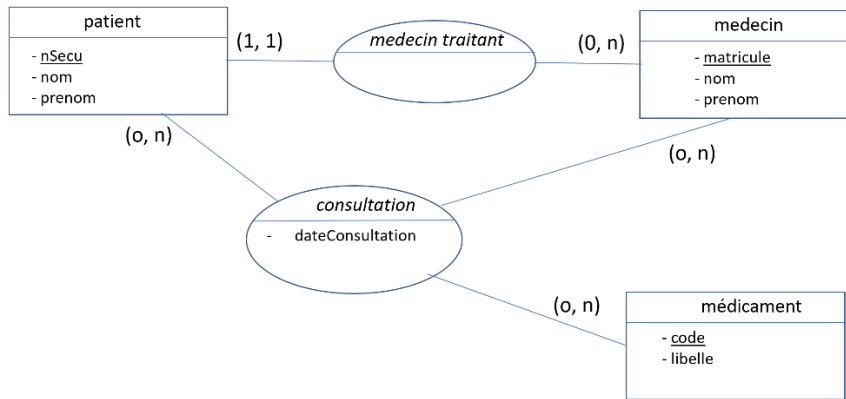 patient
- nSecu
- nom
- prenom
(1, 1)
medecin traitant
(0, n)
medecin
- matricule
- nom
- prenom
(o, n)
(o, n)
consultation
- dateConsultation
(o, n)
médicament
- code
- libelle